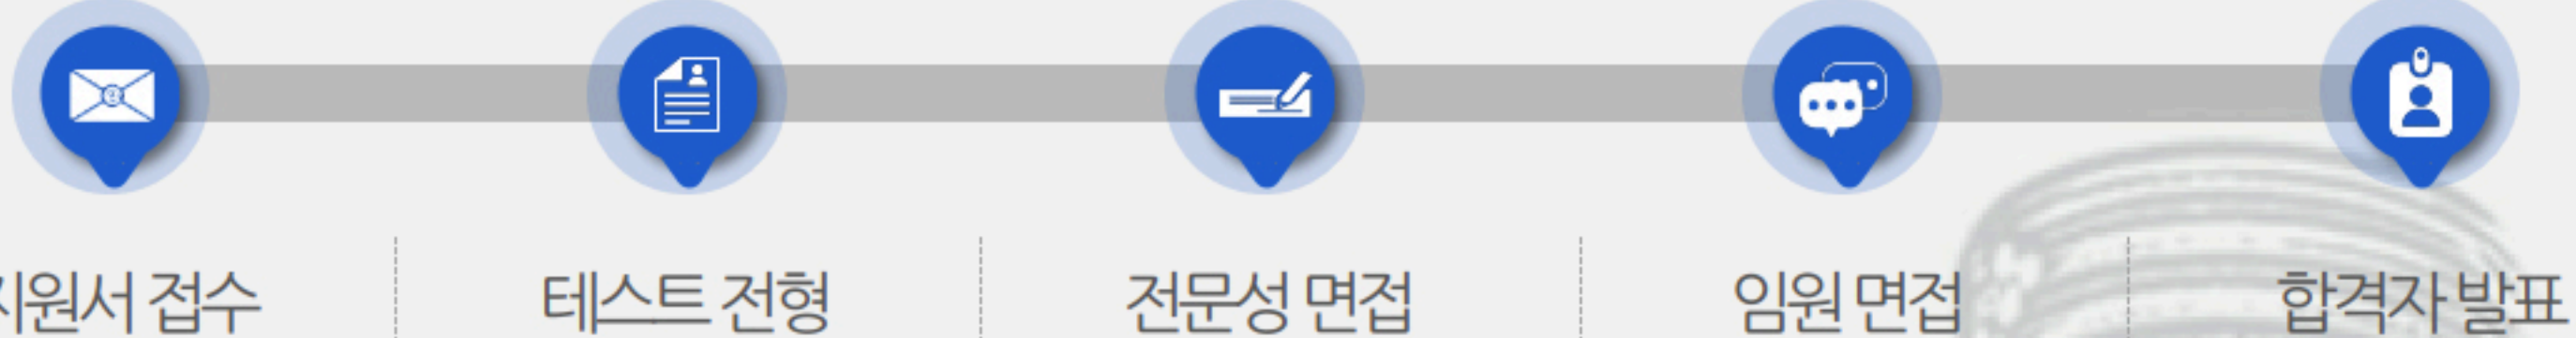 지원서 접수
테스트 전형
전문성 면접
임원 면접
합격자 발표